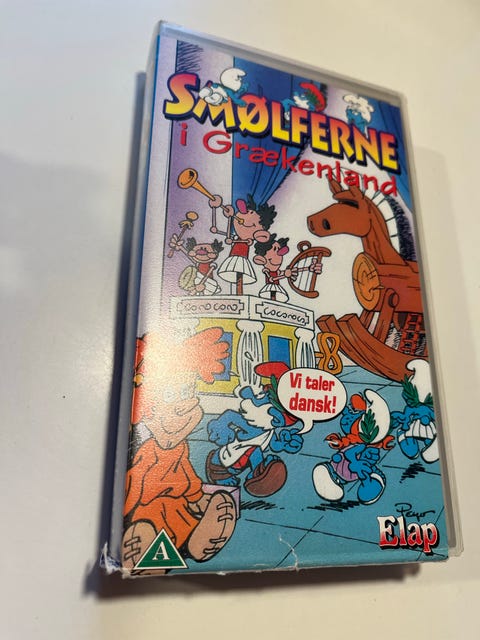 SMØLFERNE
i Grækenland
Vi taler
dansk!
Peyo
Elap
A